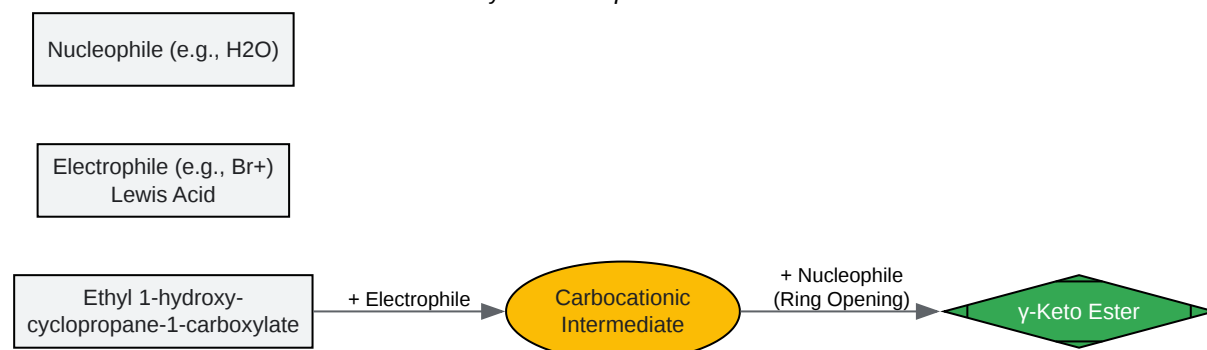 Nucleophile (e.g., H2O)
Electrophile (e.g., Br+)
Lewis Acid
Ethyl 1-hydroxy-
cyclopropane-1-carboxylate
+ Electrophile
Carbocationic
Intermediate
+ Nucleophile
(Ring Opening)
γ-Keto Ester